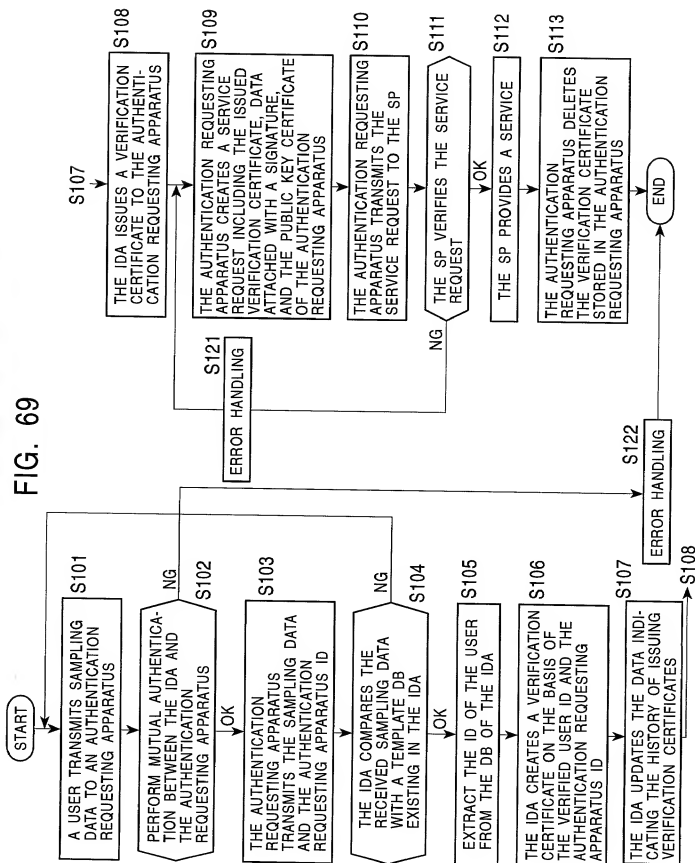 FIG. 69
START
A USER TRANSMITS SAMPLING
DATA TO AN AUTHENTICATION
REQUESTING APPARATUS
S101
PERFORM MUTUAL AUTHENTICA-
TION BETWEEN THE IDA AND
THE AUTHENTICATION
REQUESTING APPARATUS
S102
NG
OK
THE AUTHENTICATION
REQUESTING APPARATUS
TRANSMITS THE SAMPLING DATA
AND THE AUTHENTICATION
REQUESTING APPARATUS ID
S103
THE IDA COMPARES THE
RECEIVED SAMPLING DATA
WITH A TEMPLATE DB
EXISTING IN THE IDA
S104
NG
OK
EXTRACT THE ID OF THE USER
FROM THE DB OF THE IDA
S105
THE IDA CREATES A VERIFICATION
CERTIFICATE ON THE BASIS OF
THE VERIFIED USER ID AND THE
AUTHENTICATION REQUESTING
APPARATUS ID
S106
THE IDA UPDATES THE DATA INDI-
CATING THE HISTORY OF ISSUING
VERIFICATION CERTIFICATES
S107
S108
S107
THE IDA ISSUES A VERIFICATION
CERTIFICATE TO THE AUTHENTI-
CATION REQUESTING APPARATUS
S108
THE AUTHENTICATION REQUESTING
APPARATUS CREATES A SERVICE
REQUEST INCLUDING THE ISSUED
VERIFICATION CERTIFICATE, DATA
ATTACHED WITH A SIGNATURE,
AND THE PUBLIC KEY CERTIFICATE
OF THE AUTHENTICATION
REQUESTING APPARATUS
S109
THE AUTHENTICATION REQUESTING
APPARATUS TRANSMITS THE
SERVICE REQUEST TO THE SP
S110
THE SP VERIFIES THE SERVICE
REQUEST
S111
NG
OK
ERROR HANDLING
S121
THE SP PROVIDES A SERVICE
S112
THE AUTHENTICATION
REQUESTING APPARATUS DELETES
THE VERIFICATION CERTIFICATE
STORED IN THE AUTHENTICATION
REQUESTING APPARATUS
S113
ERROR HANDLING
S122
END